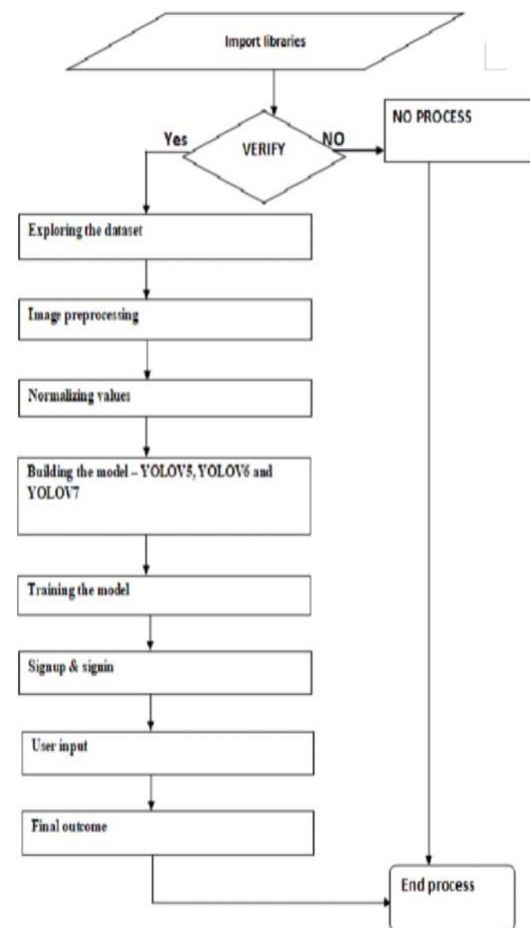 Import libraries
NO PROCESS
Yes
VERIFY
NO
Exploring the dataset
Image preprocessing
Normalizing values
Building the model – YOLOV5, YOLOV6 and
YOLOV7
Training the model
Signup & signin
User input
Final outcome
End process